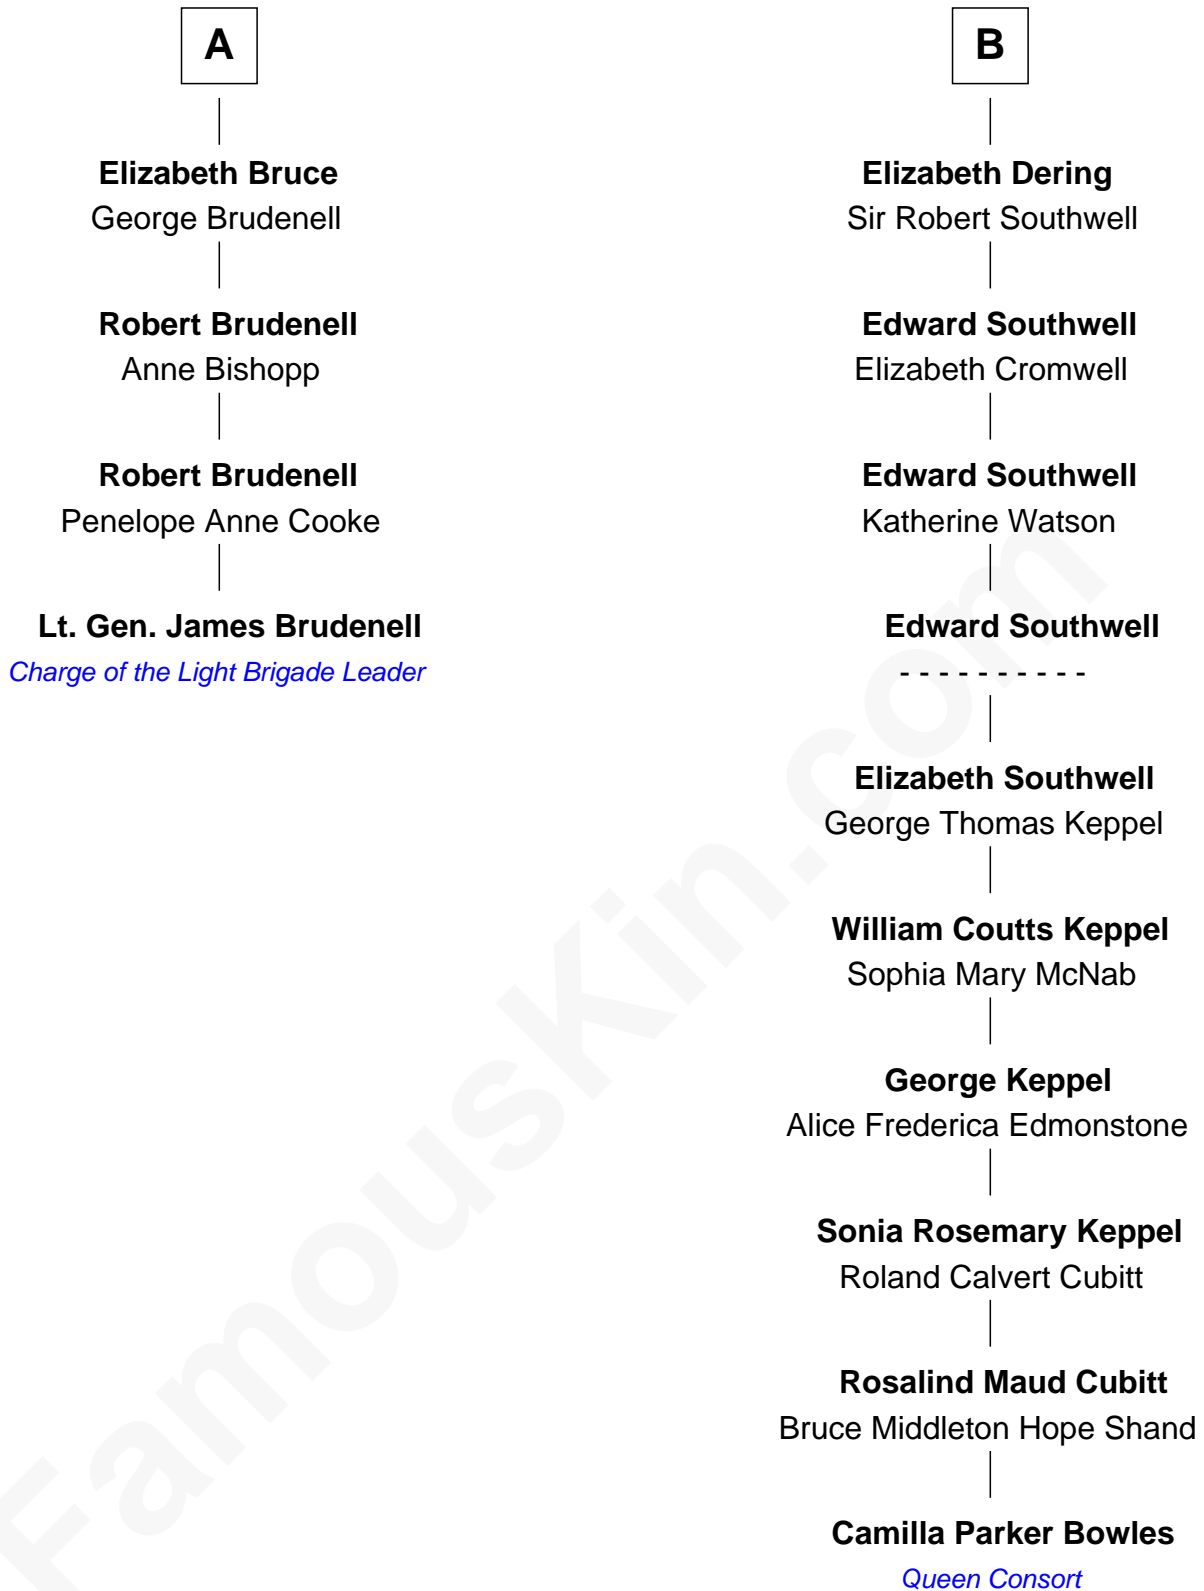 A
Elizabeth Bruce
George Brudenell
Robert Brudenell
Anne Bishopp
Robert Brudenell
Penelope Anne Cooke
Lt. Gen. James Brudenell
Charge of the Light Brigade Leader
B
Elizabeth Dering
Sir Robert Southwell
Edward Southwell
Elizabeth Cromwell
Edward Southwell
Katherine Watson
Edward Southwell
- - - - - - - - - -
Elizabeth Southwell
George Thomas Keppel
William Coutts Keppel
Sophia Mary McNab
George Keppel
Alice Frederica Edmonstone
Sonia Rosemary Keppel
Roland Calvert Cubitt
Rosalind Maud Cubitt
Bruce Middleton Hope Shand
Camilla Parker Bowles
Queen Consort
FamousKin.com